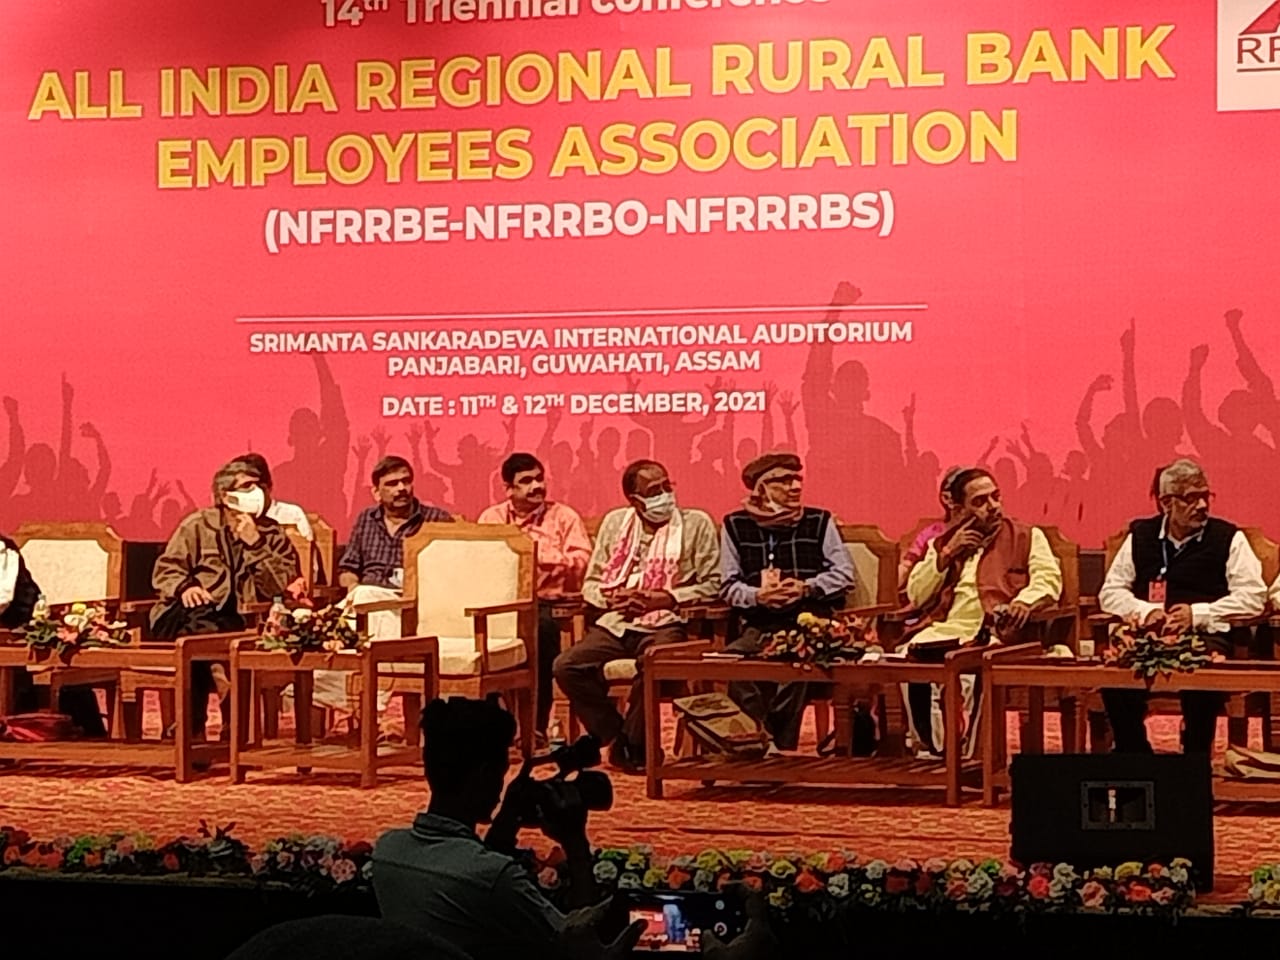 14th Triennial conference
ALL INDIA REGIONAL RURAL BANK
EMPLOYEES ASSOCIATION
(NFRRBE-NFRRBO-NFRRRBS)
SRIMANTA SANKARADEVA INTERNATIONAL AUDITORIUM
PANJABARI, GUWAHATI, ASSAM
DATE : 11TH & 12TH DECEMBER, 2021